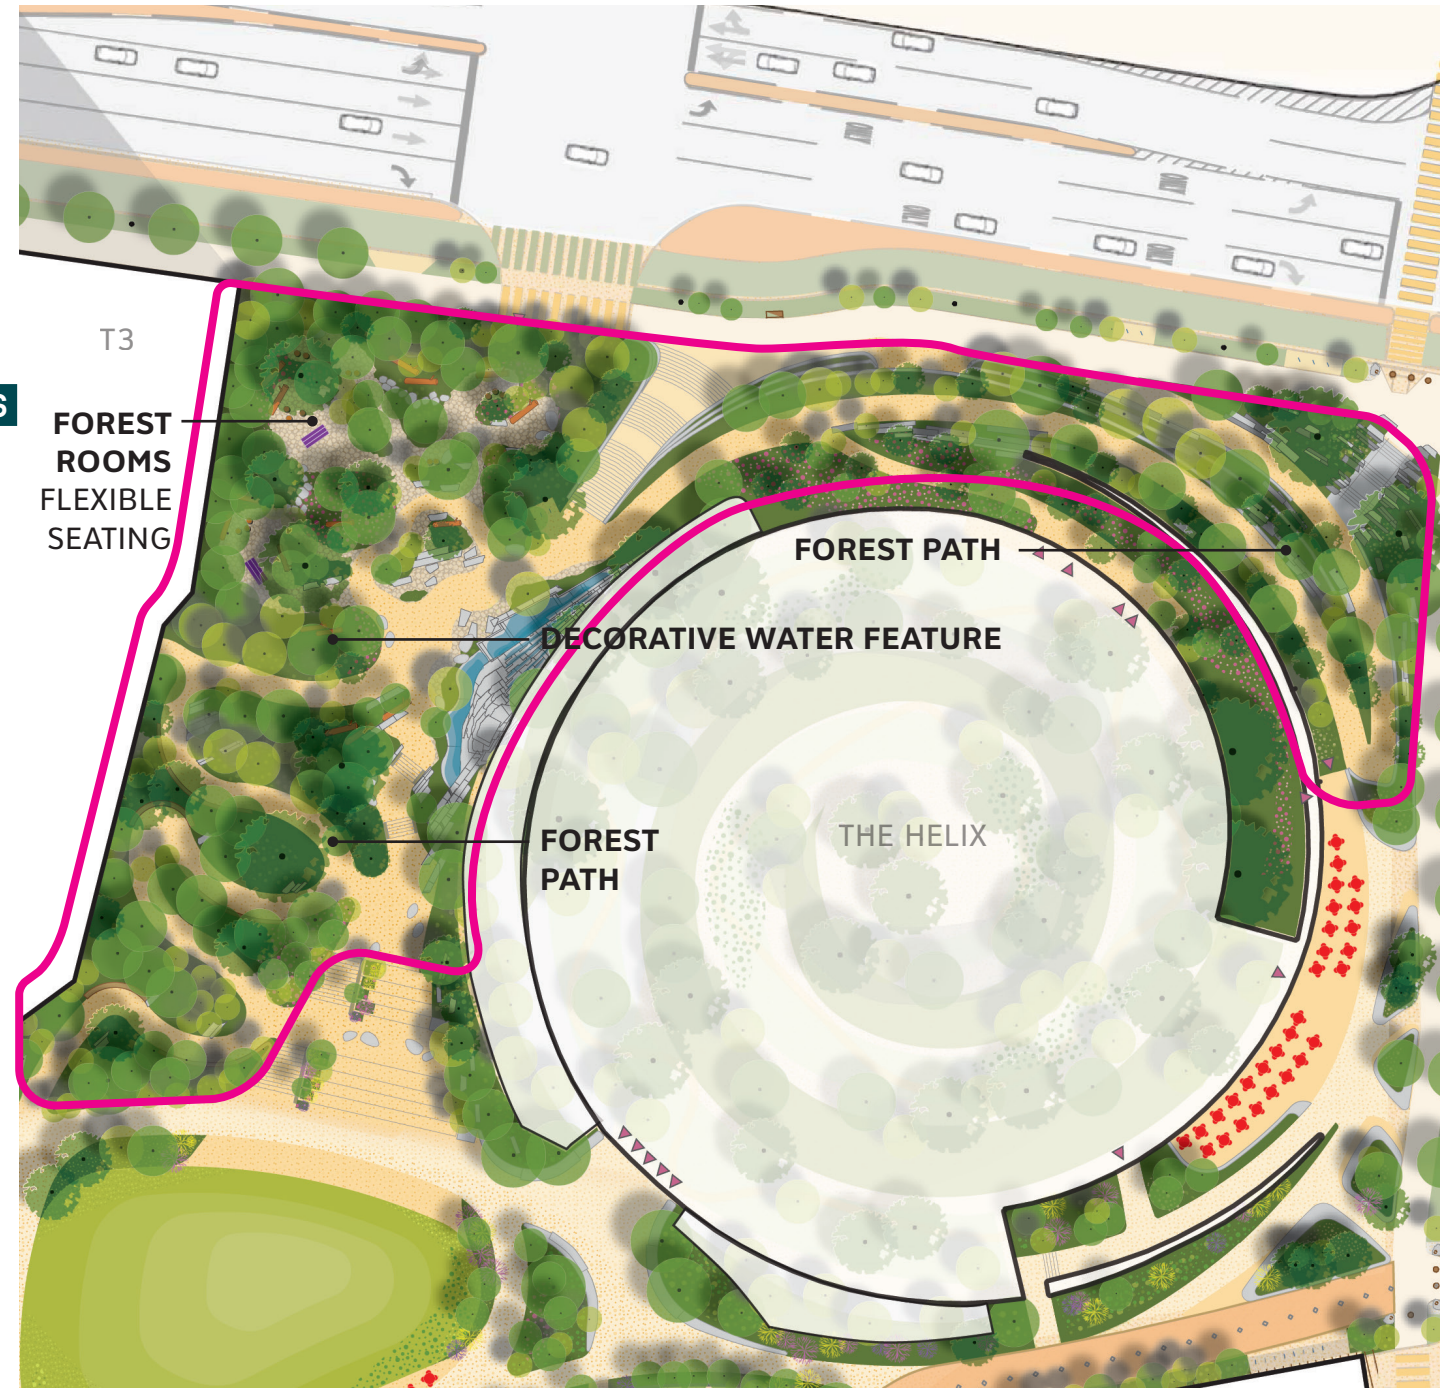 T3
S
FOREST
ROOMS
FLEXIBLE
SEATING
FOREST PATH
DECORATIVE WATER FEATURE
THE HELIX
FOREST
PATH